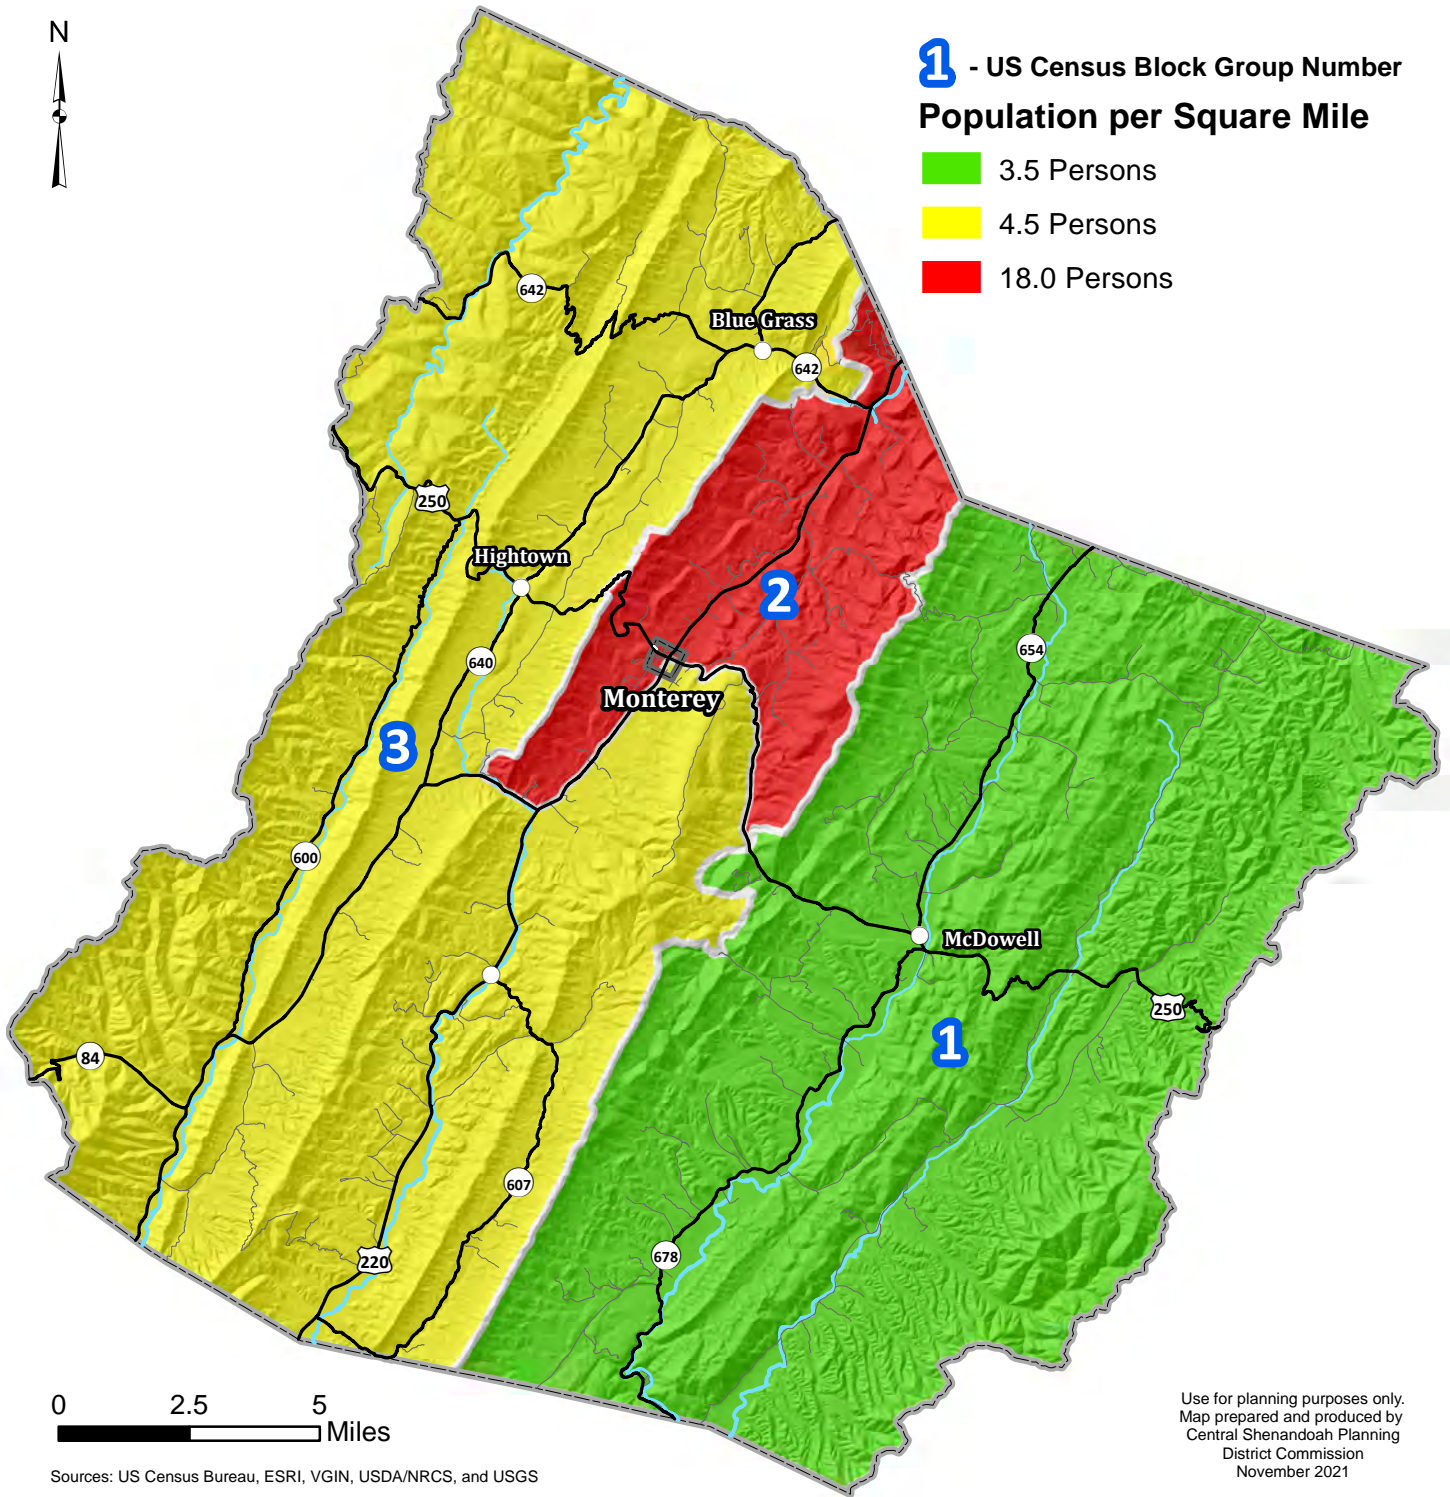 N
1 - US Census Block Group Number
Population per Square Mile
3.5 Persons
4.5 Persons
18.0 Persons
642
Blue Grass
642
250
Hightown
2
654
640
Monterey
3
600
McDowell
250
1
84
607
678
220
0 2.5 5
Miles
Sources: US Census Bureau, ESRI, VGIN, USDA/NRCS, and USGS
Use for planning purposes only.
Map prepared and produced by
Central Shenandoah Planning
District Commission
November 2021